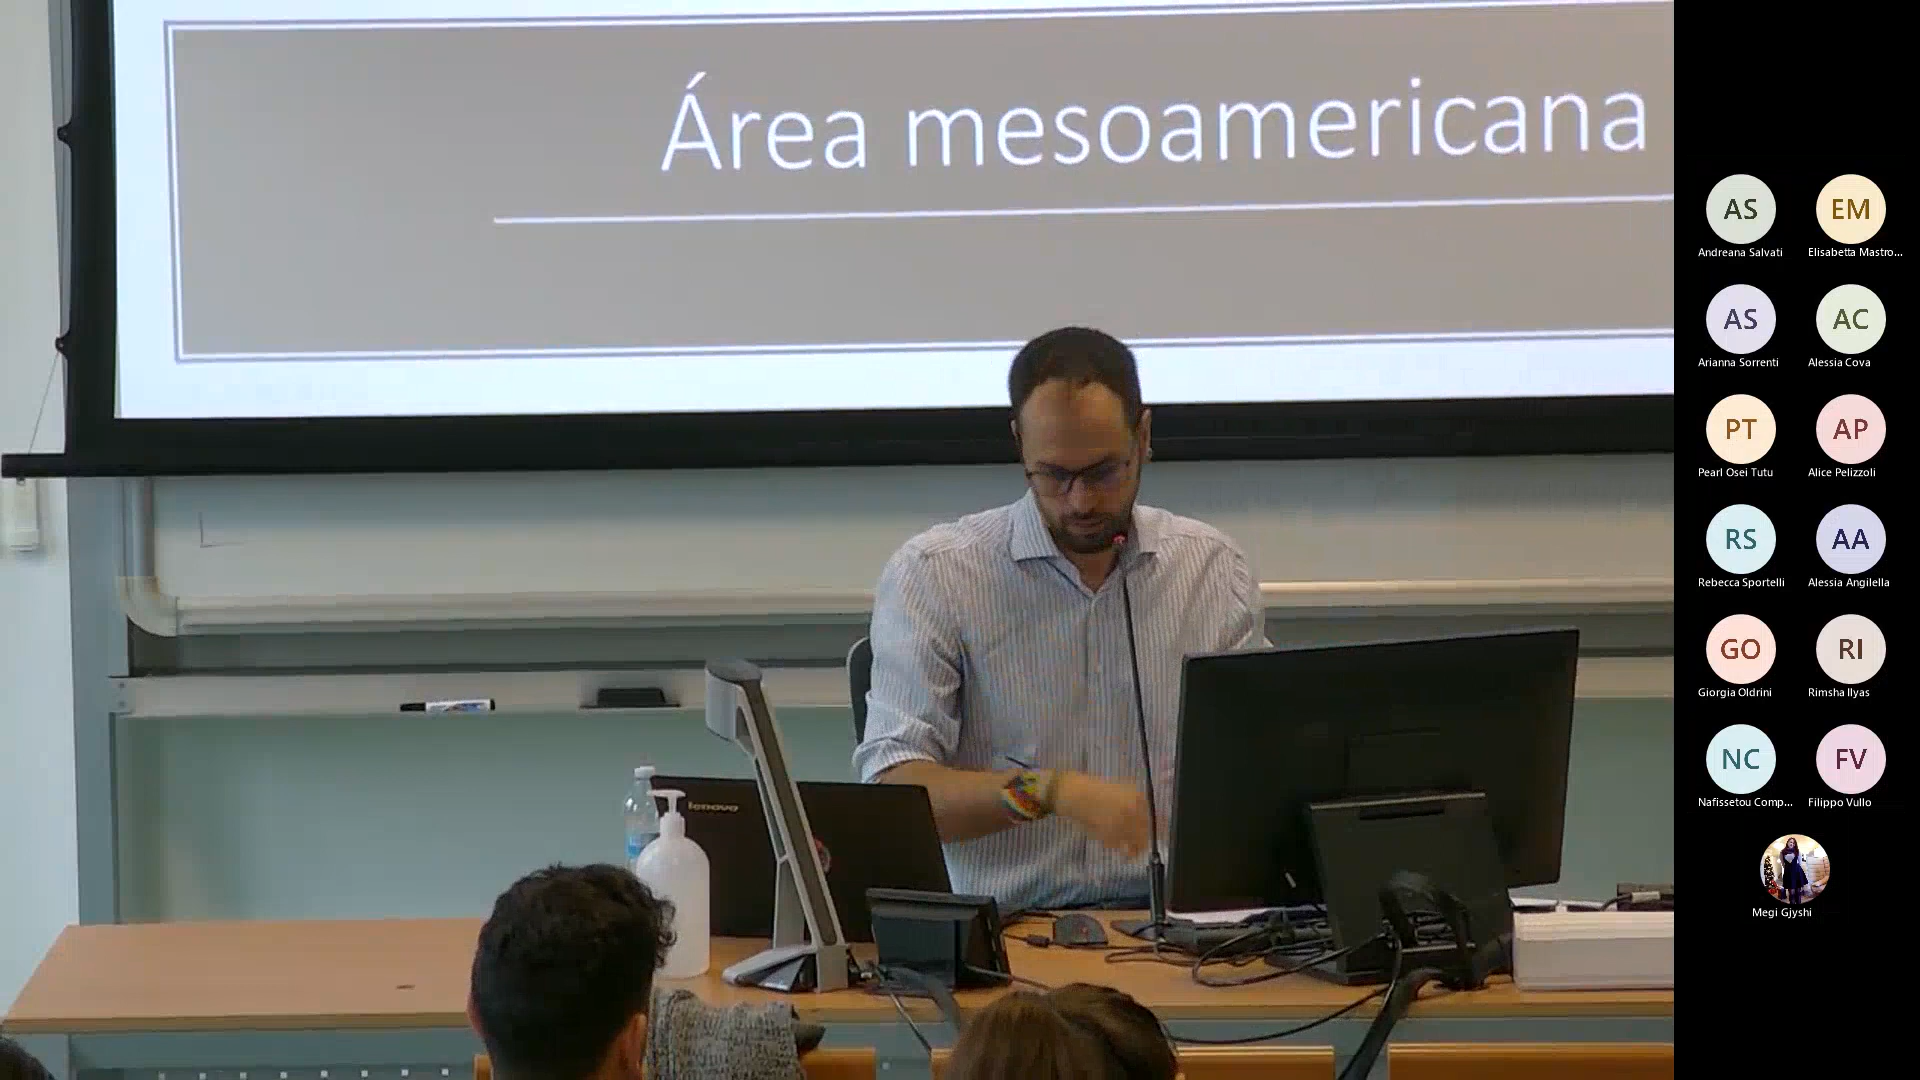 Área mesoamericana
lenovo
AS
Andreana Salvati
EM
Elisabetta Mastro...
AS
Arianna Sorrenti
AC
Alessia Cova
PT
Pearl Osei Tutu
AP
Alice Pelizzoli
RS
Rebecca Sportelli
AA
Alessia Angilella
GO
Giorgia Oldrini
RI
Rimsha Ilyas
NC
Nafissetou Comp...
FV
Filippo Vullo
Megi Gjyshi